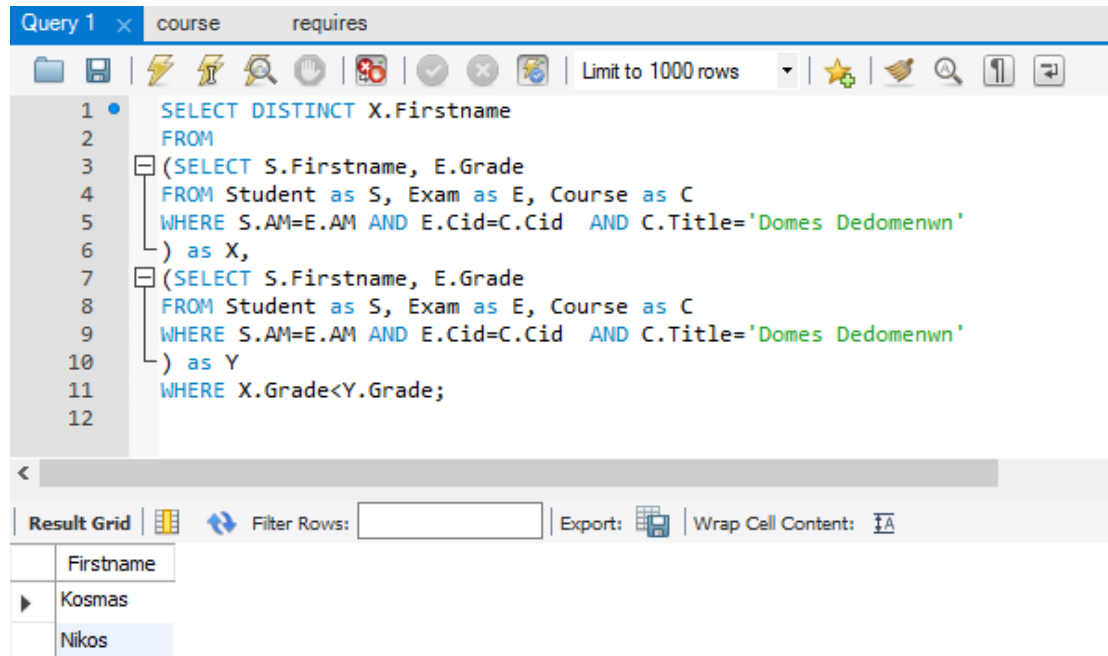 Query 1 × course requires
Limit to 1000 rows
1 SELECT DISTINCT X.Firstname
2 FROM
3 (SELECT S.Firstname, E.Grade
4 FROM Student as S, Exam as E, Course as C
5 WHERE S.AM=E.AM AND E.Cid=C.Cid  AND C.Title='Domes Dedomenwn'
6 ) as X,
7 (SELECT S.Firstname, E.Grade
8 FROM Student as S, Exam as E, Course as C
9 WHERE S.AM=E.AM AND E.Cid=C.Cid  AND C.Title='Domes Dedomenwn'
10 ) as Y
11 WHERE X.Grade<Y.Grade;
12
Result Grid Filter Rows: Export: Wrap Cell Content: IA
Firstname
Kosmas
Nikos